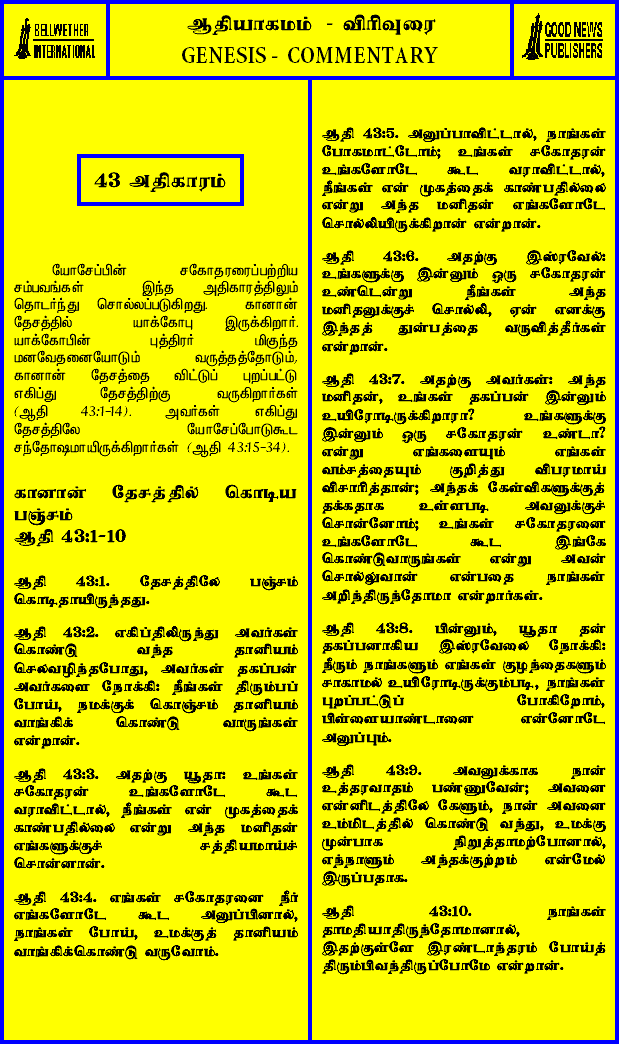 BELLWETHER
INTERNATIONAL
ஆதியாகமம் - விரிவுரை
GENESIS - COMMENTARY
GOOD NEWS
PUBLISHERS
43 அதிகாரம்
யோசேப்பின் சகோதரரைப்பற்றிய
சம்பவங்கள் இந்த அதிகாரத்திலும்
தொடர்ந்து சொல்லப்படுகிறது. கானான்
தேசத்தில் யாக்கோபு இருக்கிறார்.
யாக்கோபின் புத்திரர் மிகுந்த
மனவேதனையோடும் வருத்தத்தோடும்,
கானான் தேசத்தை விட்டுப் புறப்பட்டு
எகிப்து தேசத்திற்கு வருகிறார்கள்
(ஆதி 43:1-14). அவர்கள் எகிப்து
தேசத்திலே யோசேப்போடுகூட
சந்தோஷமாயிருக்கிறார்கள் (ஆதி 43:15-34).
கானான் தேசத்தில் கொடிய
பஞ்சம்
ஆதி 43:1-10
ஆதி 43:1. தேசத்திலே பஞ்சம்
கொடிதாயிருந்தது.
ஆதி 43:2. எகிப்திலிருந்து அவர்கள்
கொண்டு வந்த தானியம்
செலவழிந்தபோது, அவர்கள் தகப்பன்
அவர்களை நோக்கி: நீங்கள் திரும்பப்
போய், நமக்குக் கொஞ்சம் தானியம்
வாங்கிக் கொண்டு வாருங்கள்
என்றான்.
ஆதி 43:3. அதற்கு யூதா: உங்கள்
சகோதரன் உங்களோடே கூட
வராவிட்டால், நீங்கள் என் முகத்தைக்
காண்பதில்லை என்று அந்த மனிதன்
எங்களுக்குச் சத்தியமாய்ச்
சொன்னான்.
ஆதி 43:4. எங்கள் சகோதரனை நீர்
எங்களோடே கூட அனுப்பினால்,
நாங்கள் போய், உமக்குத் தானியம்
வாங்கிக்கொண்டு வருவோம்.
ஆதி 43:5. அனுப்பாவிட்டால், நாங்கள்
போகமாட்டோம்; உங்கள் சகோதரன்
உங்களோடே கூட வராவிட்டால்,
நீங்கள் என் முகத்தைக் காண்பதில்லை
என்று அந்த மனிதன் எங்களோடே
சொல்லியிருக்கிறான் என்றான்.
ஆதி 43:6. அதற்கு இஸ்ரவேல்:
உங்களுக்கு இன்னும் ஒரு சகோதரன்
உண்டென்று நீங்கள் அந்த
மனிதனுக்குச் சொல்லி, ஏன் எனக்கு
இந்தத் துன்பத்தை வருவித்தீர்கள்
என்றான்.
ஆதி 43:7. அதற்கு அவர்கள்: அந்த
மனிதன், உங்கள் தகப்பன் இன்னும்
உயிரோடிருக்கிறாரா? உங்களுக்கு
இன்னும் ஒரு சகோதரன் உண்டா?
என்று எங்களையும் எங்கள்
வம்சத்தையும் குறித்து விபரமாய்
விசாரித்தான்; அந்தக் கேள்விகளுக்குத்
தக்கதாக உள்ளபடி அவனுக்குச்
சொன்னோம்; உங்கள் சகோதரனை
உங்களோடே கூட இங்கே
கொண்டுவாருங்கள் என்று அவன்
சொல்லுவான் என்பதை நாங்கள்
அறிந்திருந்தோமா என்றார்கள்.
ஆதி 43:8. பின்னும், யூதா தன்
தகப்பனாகிய இஸ்ரவேலை நோக்கி:
நீரும் நாங்களும் எங்கள் குழந்தைகளும்
சாகாமல் உயிரோடிருக்கும்படி, நாங்கள்
புறப்பட்டுப் போகிறோம்,
பிள்ளையாண்டானை என்னோடே
அனுப்பும்.
ஆதி 43:9. அவனுக்காக நான்
உத்தரவாதம் பண்ணுவேன்; அவனை
என்னிடத்திலே கேளும், நான் அவனை
உம்மிடத்தில் கொண்டு வந்து, உமக்கு
முன்பாக நிறுத்தாமற்போனால்,
எந்நாளும் அந்தக்குற்றம் என்மேல்
இருப்பதாக.
ஆதி 43:10. நாங்கள்
தாமதியாதிருந்தோமானால்,
இதற்குள்ளே இரண்டாந்தரம் போய்த்
திரும்பிவந்திருப்போமே என்றான்.